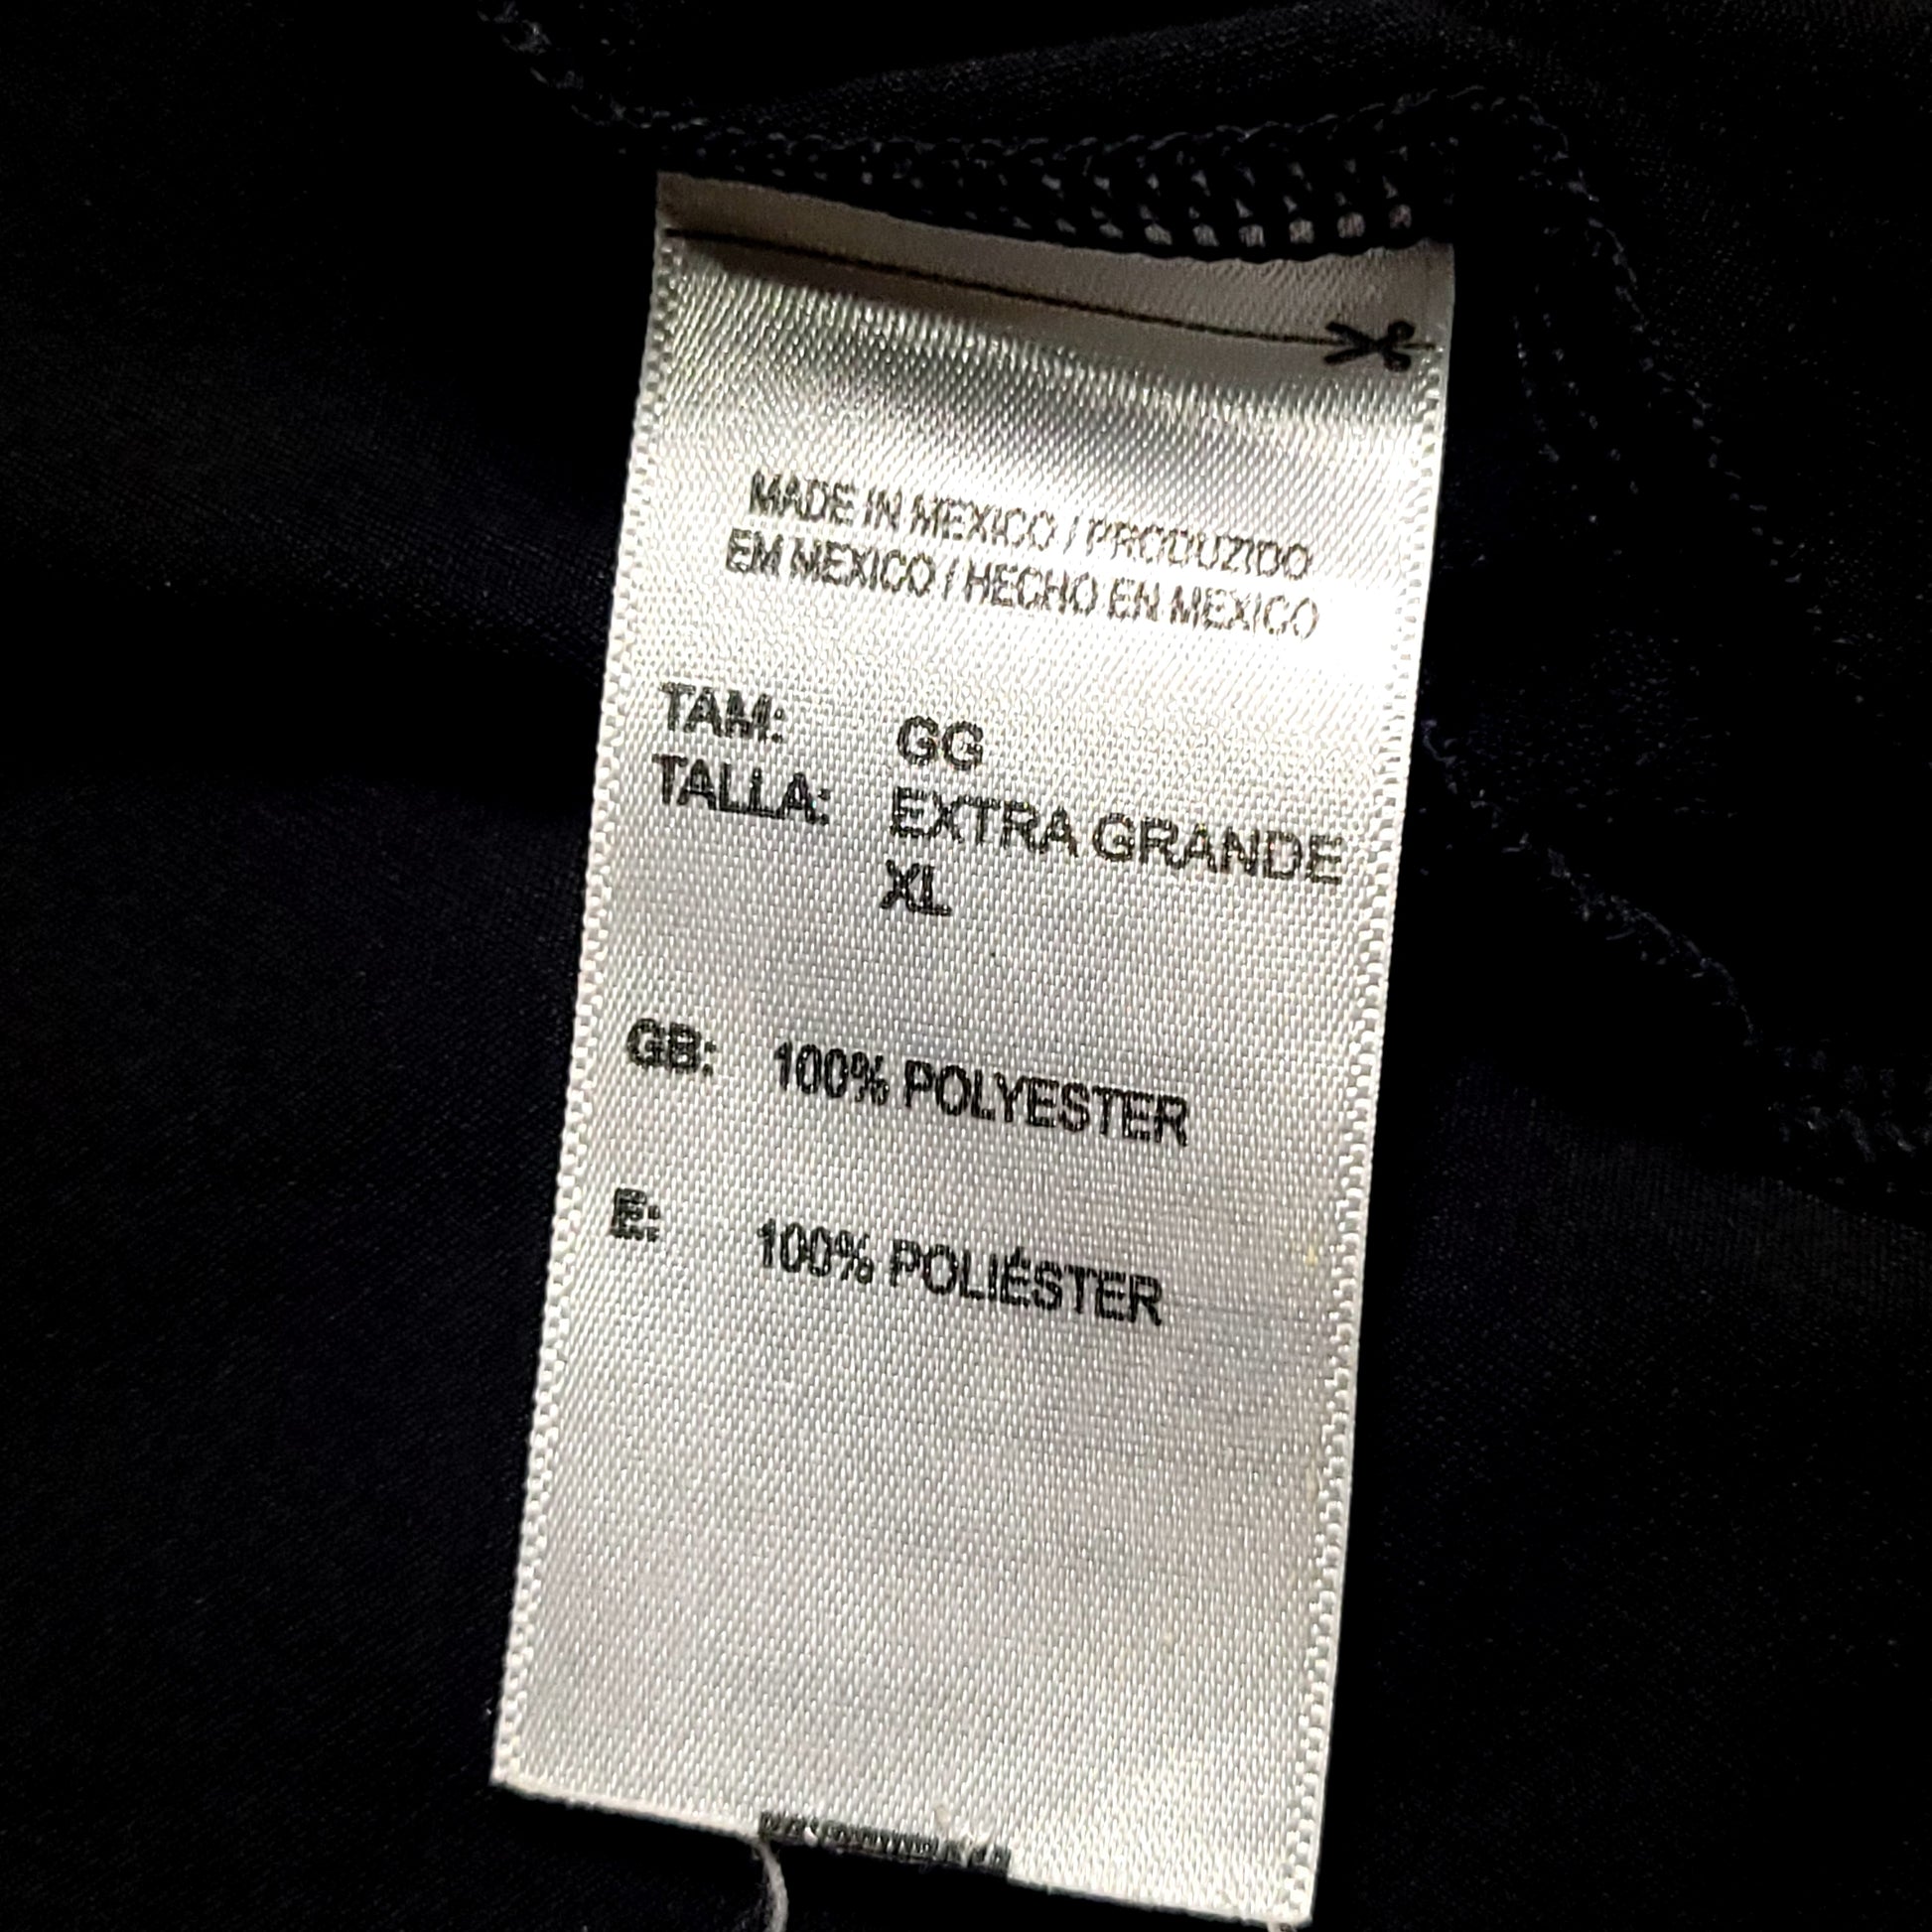 MADE IN MEXICO / PRODUZIDO
EM MEXICO / HECHO EN MEXICO
TAM: GG
TALLA: EXTRA GRANDE
XL
GB: 100% POLYESTER
E: 100% POLIÉSTER